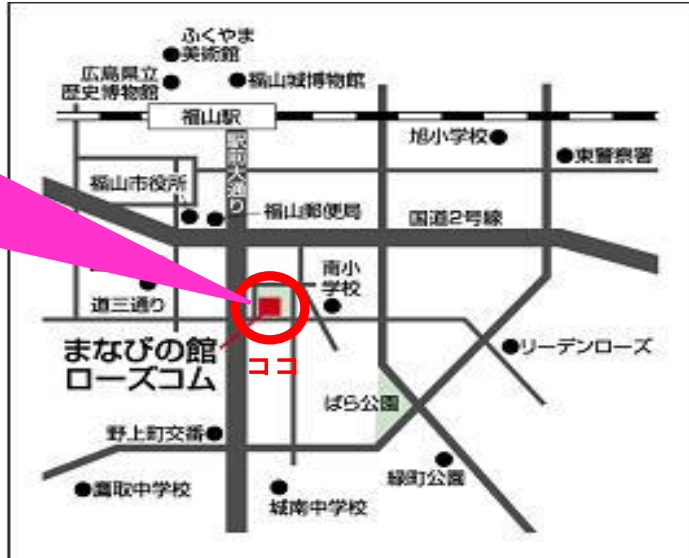 ふくやま
美術館
広島県立
歴史博物館
福山城博物館
福山駅
旭小学校
東警察署
駅前大通り
福山市役所
福山郵便局
国道2号線
南小
学校
道三通り
まなびの館
ローズコム
ココ
リーデンローズ
ばら公園
野上町交番
緑町公園
鷹取中学校
城南中学校